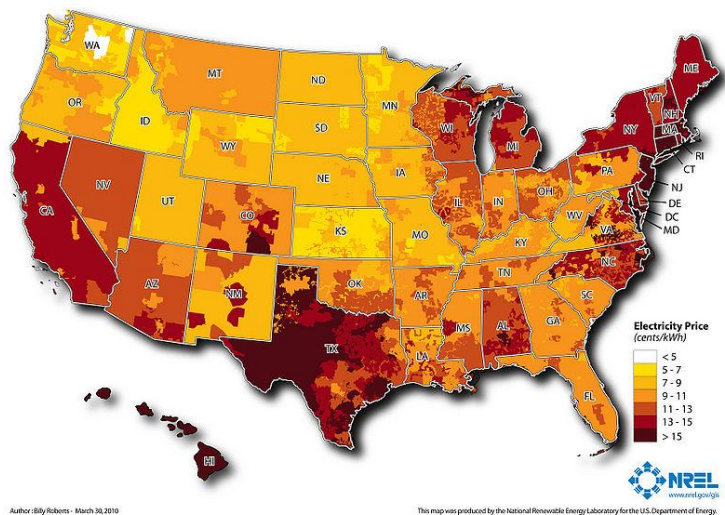 WA
MT
ND
MN
ME
OR
ID
SD
WI
VT
NH
WY
MI
NY
MA
RI
CT
NV
NE
IA
PA
NJ
CA
UT
CO
IL
IN
OH
DE
DC
MD
KS
MO
WV
VA
KY
AZ
NM
OK
AR
TN
NC
SC
TX
LA
MS
AL
GA
FL
HI
Electricity Price
(cents/kWh)
< 5
5 - 7
7 - 9
9 - 11
11 - 13
13 - 15
> 15
NREL
www.nrel.gov/gis
Author : Billy Roberts - March 30, 2010
This map was produced by the National Renewable Energy Laboratory for the U.S. Department of Energy.